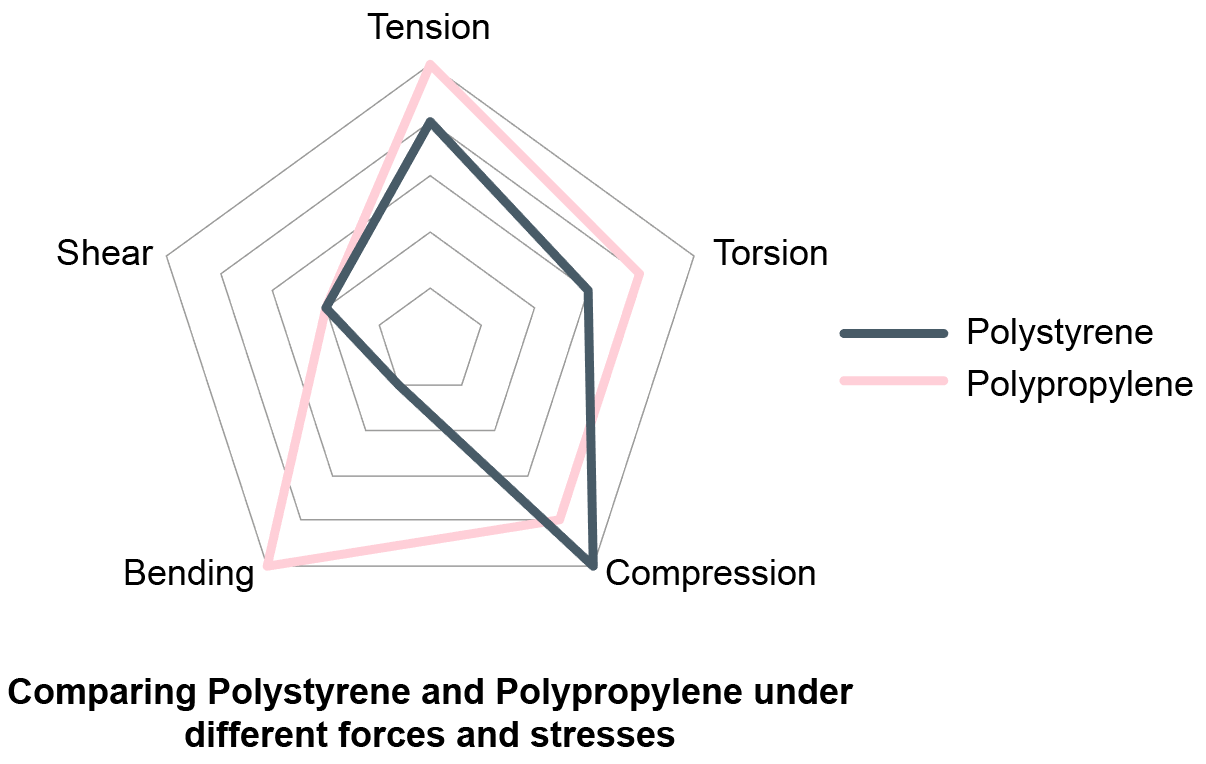 Tension
Shear
Torsion
Polystyrene
Polypropylene
Bending
Compression
Comparing Polystyrene and Polypropylene under
different forces and stresses